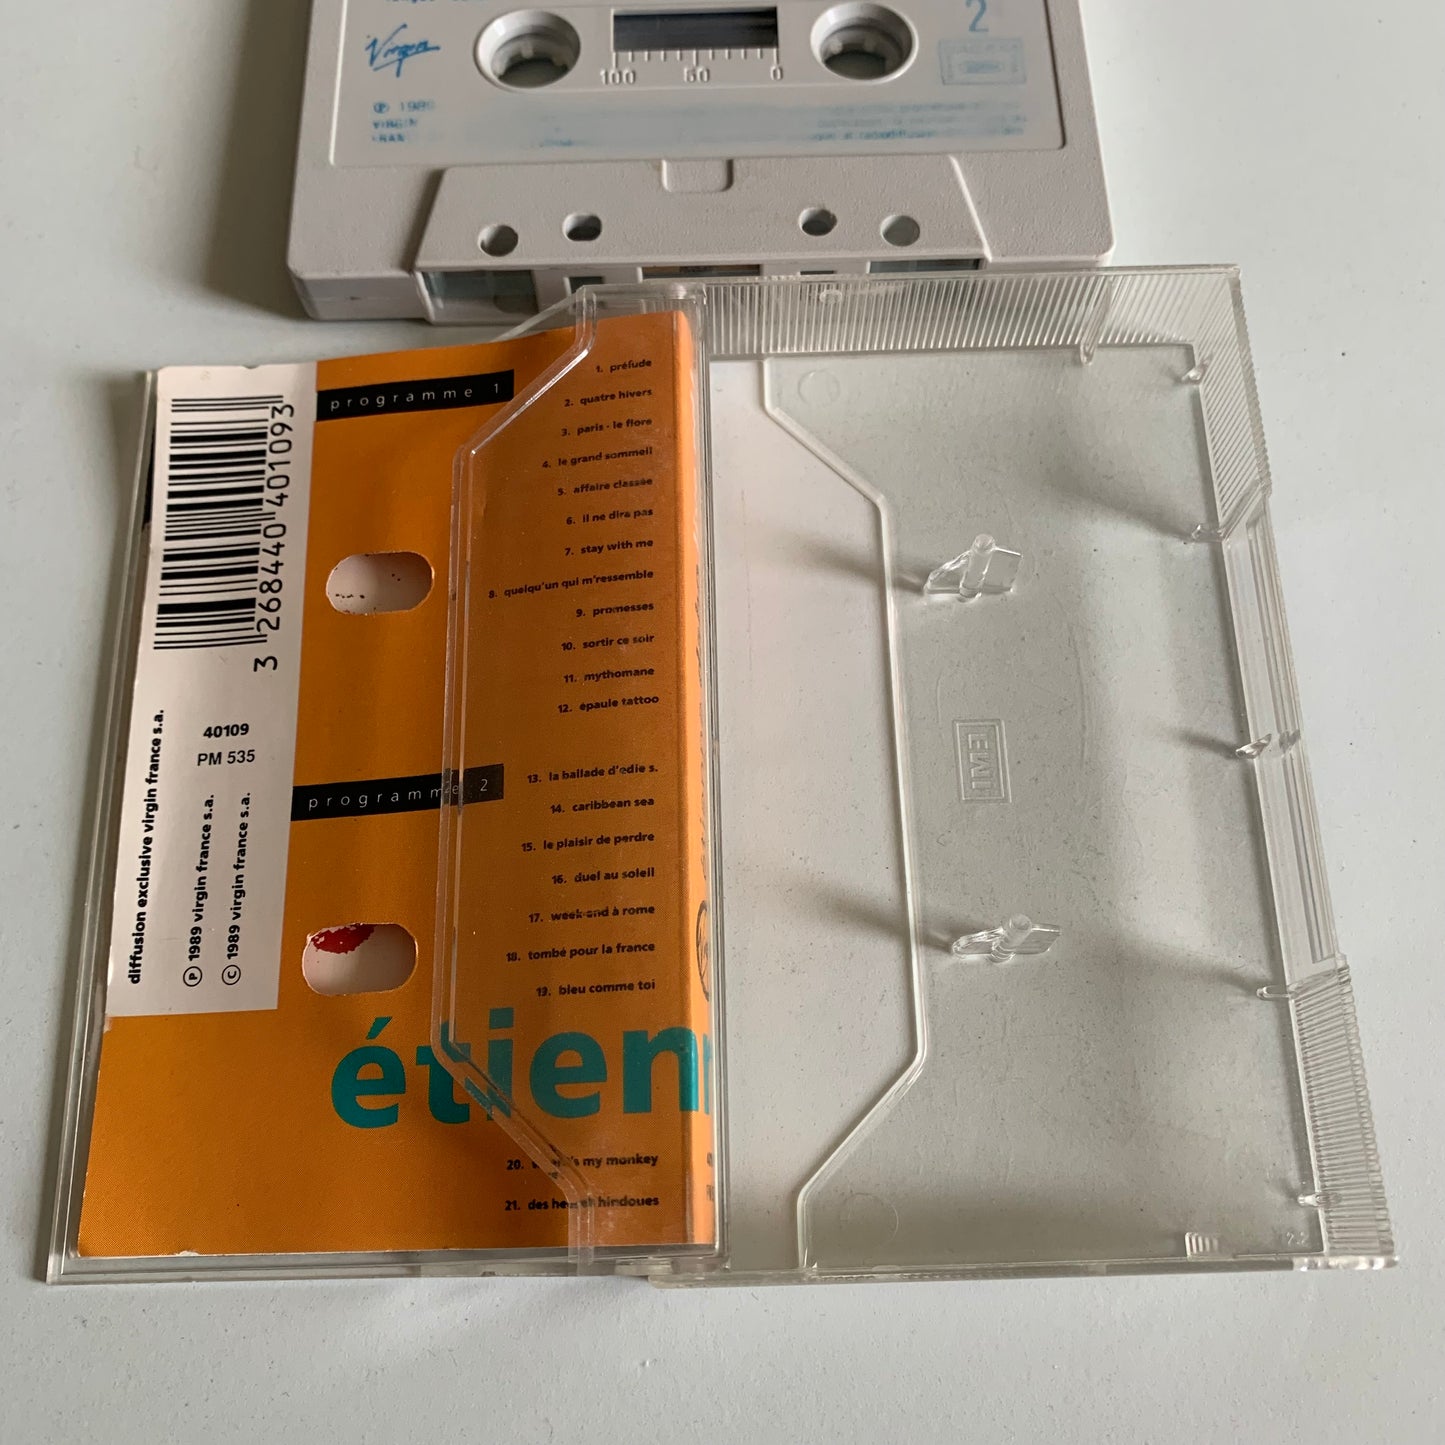 Virgin
100 50 0
2
℗ 1989
VIRGIN
programme 1
1. prélude
2. quatre hivers
3. paris - le flore
4. le grand sommeil
5. affaire classée
6. il ne dira pas
7. stay with me
8. quelqu'un qui m'ressemble
9. promesses
10. sortir ce soir
11. mythomane
12. épaule tattoo
programme 2
13. la ballade d'edie s.
14. caribbean sea
15. le plaisir de perdre
16. duel au soleil
17. week-end à rome
18. tombé pour la france
19. bleu comme toi
étienn
20. my monkey
21. des hindoues
3 268440 401093
40109
PM 535
diffusion exclusive virgin france s.a.
℗ 1989 virgin france s.a.
© 1989 virgin france s.a.
EMI